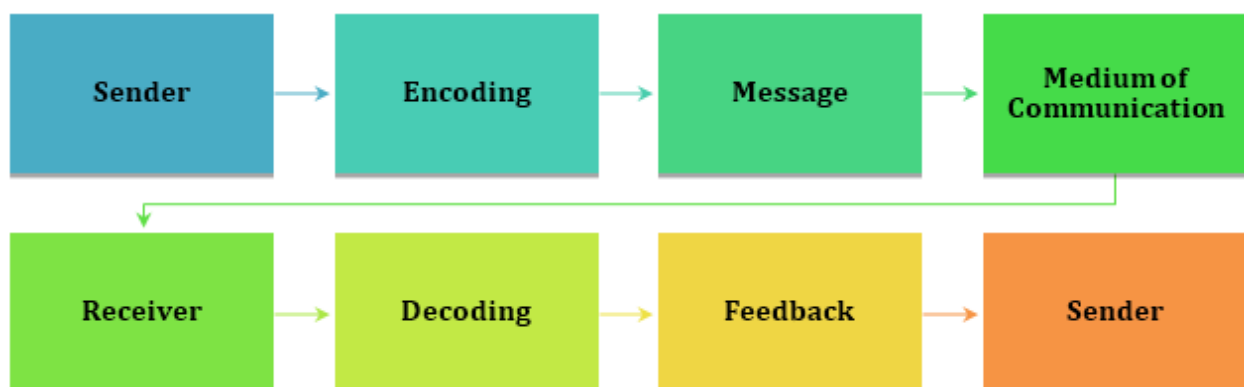 Sender
Encoding
Message
Medium of
Communication
Receiver
Decoding
Feedback
Sender